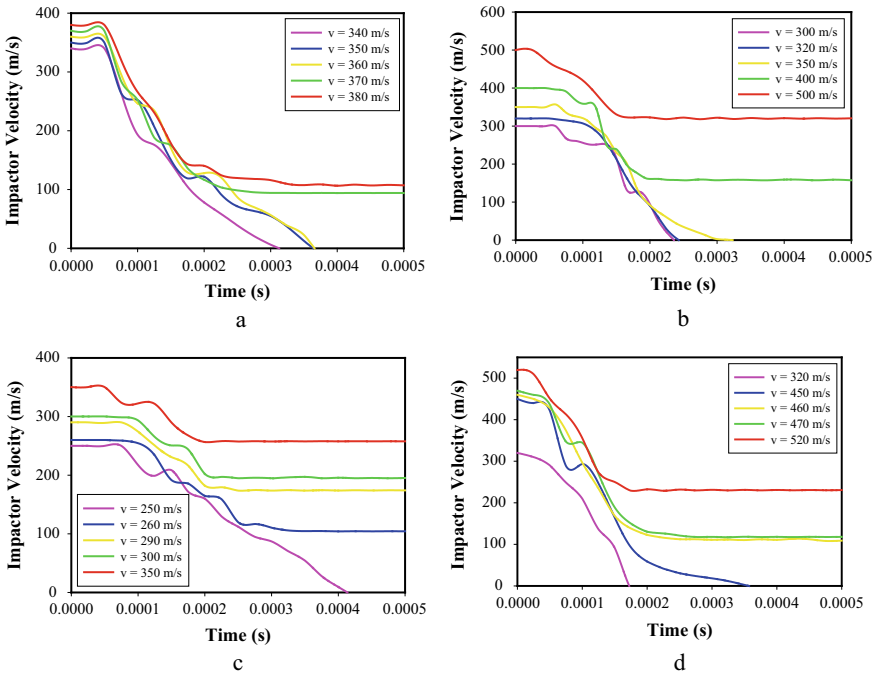 400
300
200
100
0
Impactor Velocity (m/s)
v = 340 m/s
v = 350 m/s
v = 360 m/s
v = 370 m/s
v = 380 m/s
0.0000 0.0001 0.0002 0.0003 0.0004 0.0005
Time (s)
a
600
500
400
300
200
100
0
Impactor Velocity (m/s)
v = 300 m/s
v = 320 m/s
v = 350 m/s
v = 400 m/s
v = 500 m/s
0.0000 0.0001 0.0002 0.0003 0.0004 0.0005
Time (s)
b
400
300
200
100
0
Impactor Velocity (m/s)
v = 250 m/s
v = 260 m/s
v = 290 m/s
v = 300 m/s
v = 350 m/s
0.0000 0.0001 0.0002 0.0003 0.0004 0.0005
Time (s)
c
500
400
300
200
100
0
Impactor Velocity (m/s)
v = 320 m/s
v = 450 m/s
v = 460 m/s
v = 470 m/s
v = 520 m/s
0.0000 0.0001 0.0002 0.0003 0.0004 0.0005
Time (s)
d